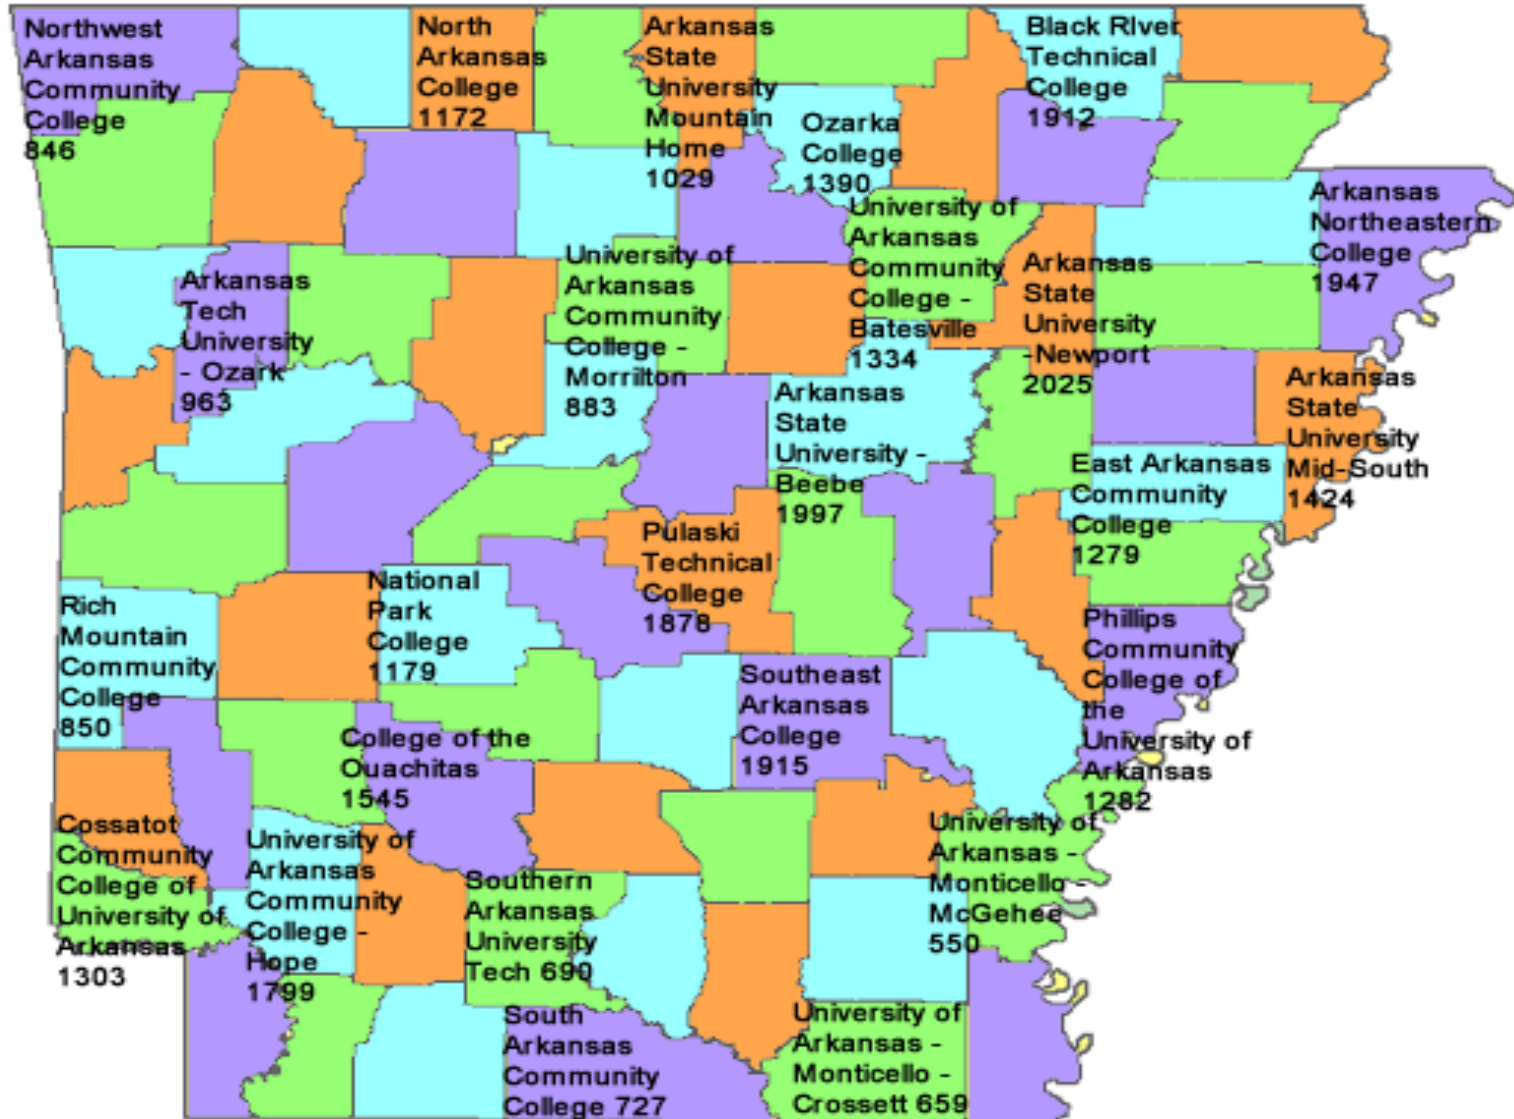 Northwest
Arkansas
Community
College
846
North
Arkansas
College
1172
Arkansas
State
University
Mountain
Home
1029
Black RIver
Technical
College
1912
Ozarka
College
1390
Arkansas
Northeastern
College
1947
University of
Arkansas
Community
College -
Batesville
1334
Arkansas
State
University
-Newport
2025
Arkansas
Tech
University
- Ozark
963
University of
Arkansas
Community
College -
Morrilton
883
Arkansas
State
University -
Beebe
1997
Arkansas
State
University
Mid-South
1424
East Arkansas
Community
College
1279
Pulaski
Technical
College
1878
National
Park
College
1179
Rich
Mountain
Community
College
850
Phillips
Community
College of
the
University of
Arkansas
1282
Southeast
Arkansas
College
1915
College of the
Ouachitas
1545
Cossatot
Community
College of
University of
Arkansas
1303
University of
Arkansas
Community
College -
Hope
1799
Southern
Arkansas
University
Tech 690
University of
Arkansas -
Monticello -
McGehee
550
South
Arkansas
Community
College 727
University of
Arkansas -
Monticello -
Crossett 659